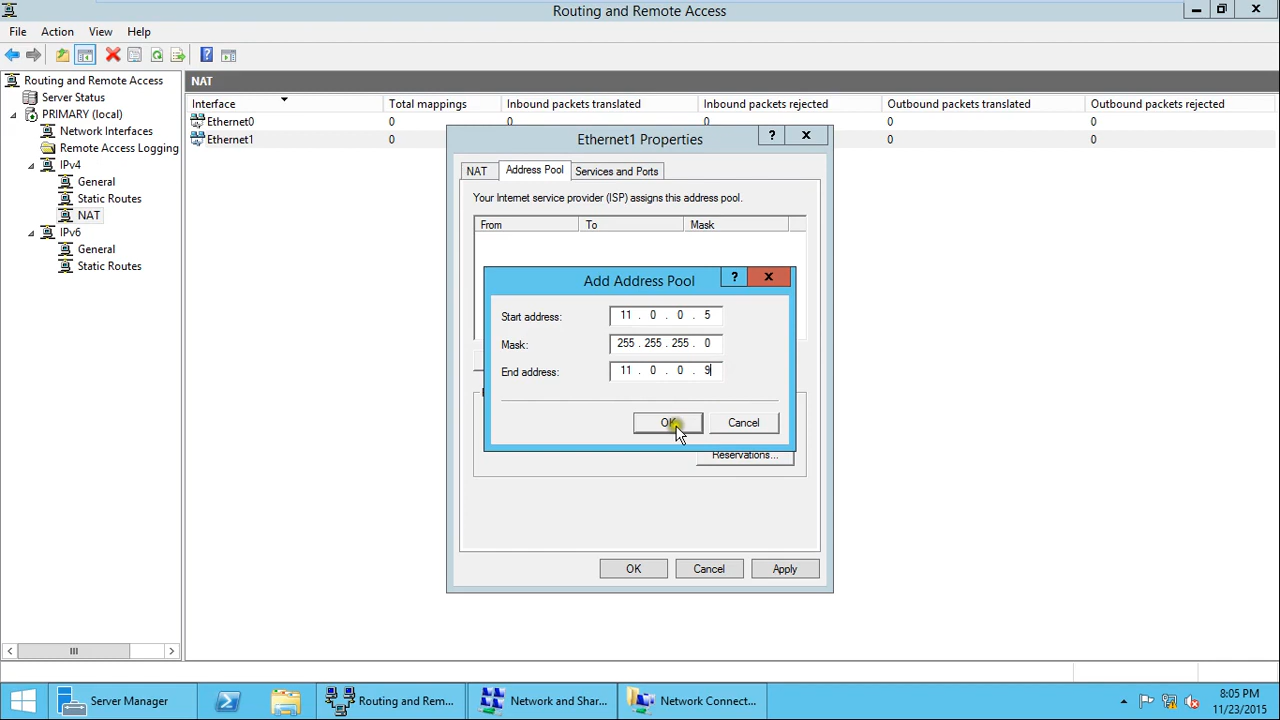 Routing and Remote Access
File Action View Help
Routing and Remote Access
Server Status
PRIMARY (local)
Network Interfaces
Remote Access Logging
IPv4
General
Static Routes
NAT
IPv6
General
Static Routes
NAT
Interface Total mappings Inbound packets translated Inbound packets rejected Outbound packets translated Outbound packets rejected
Ethernet0 0 0 0 0 0
Ethernet1 0 0 0
Ethernet1 Properties
NAT Address Pool Services and Ports
Your Internet service provider (ISP) assigns this address pool.
From To Mask
Add Address Pool
Start address: 11 . 0 . 0 . 5
Mask: 255 . 255 . 255 . 0
End address: 11 . 0 . 0 . 9
OK Cancel
Reservations...
OK Cancel Apply
Server Manager
Routing and Rem...
Network and Shar...
Network Connect...
8:05 PM
11/23/2015